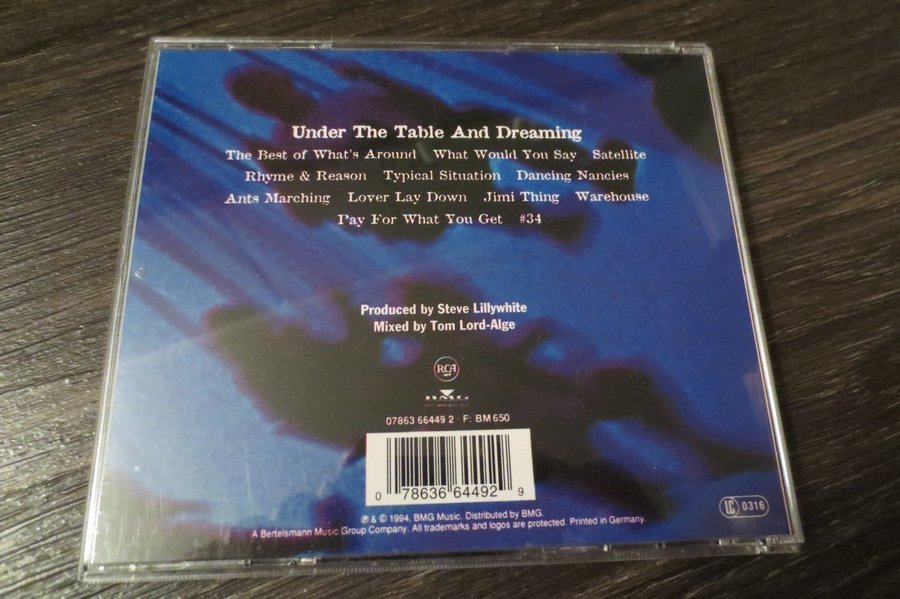 Under The Table And Dreaming
The Best of What's Around What Would You Say Satellite
Rhyme & Reason Typical Situation Dancing Nancies
Ants Marching Lover Lay Down Jimi Thing Warehouse
Pay For What You Get #34
Produced by Steve Lillywhite
Mixed by Tom Lord-Alge
RCA
BMG
07863 66449 2 · F: BM 650
0 78636 64492 9
℗ & © 1994, BMG Music. Distributed by BMG.
A Bertelsmann Music Group Company. All trademarks and logos are protected. Printed in Germany.
LC 0316